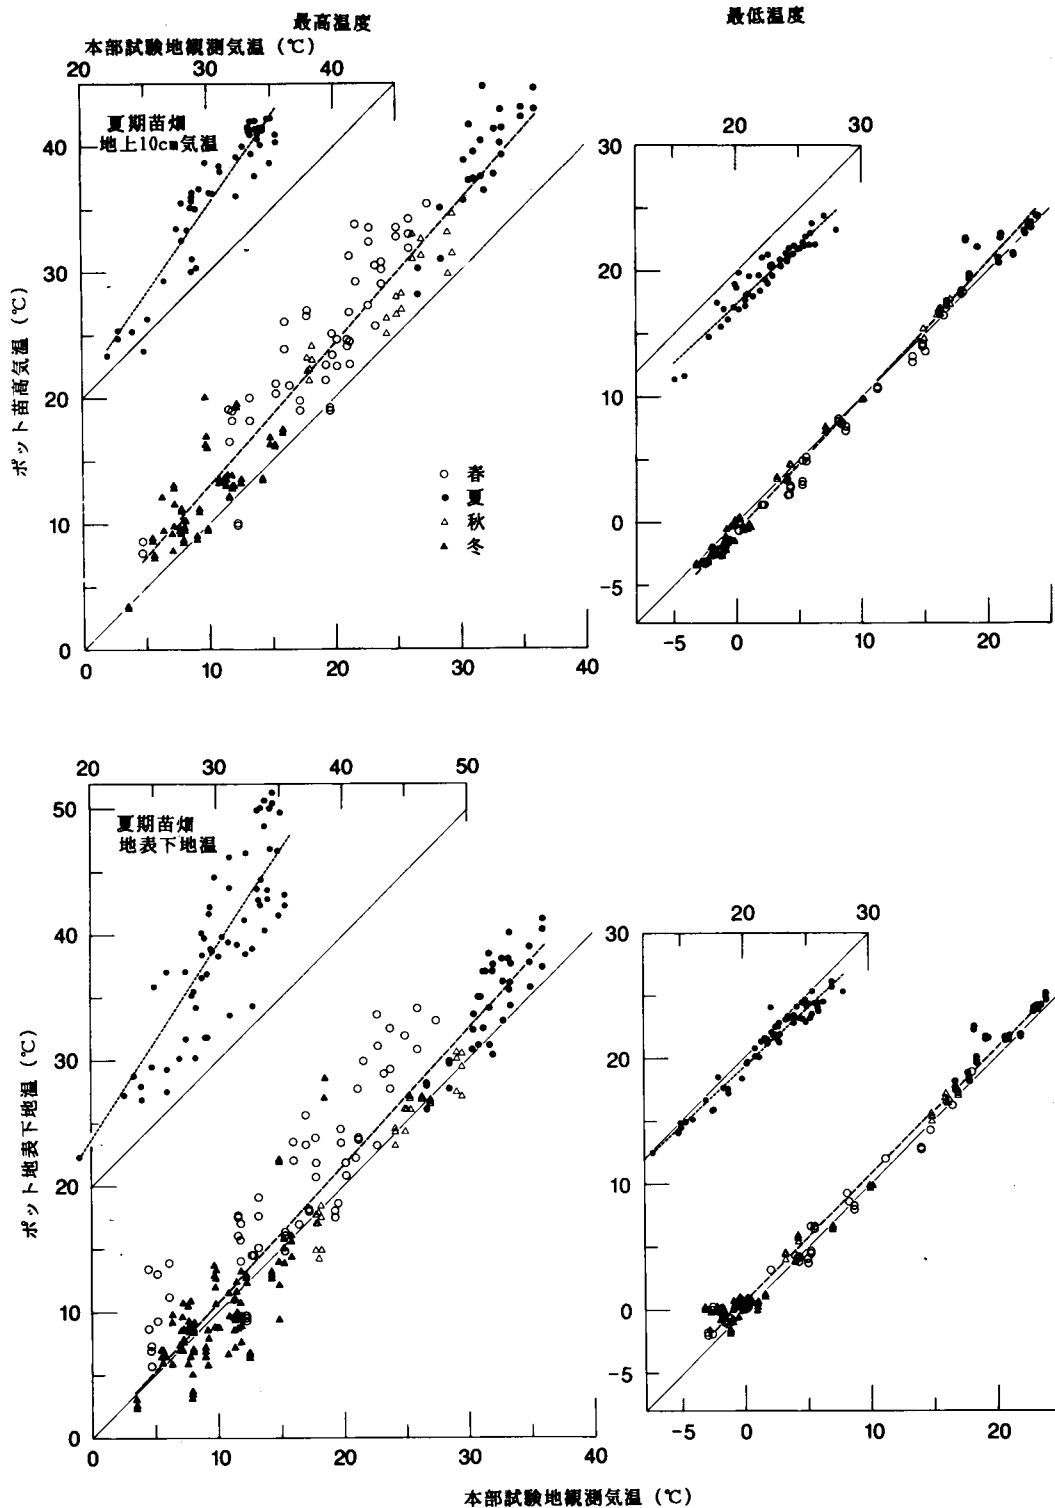 最高温度
最低温度
本部試験地観測気温 (℃)
20 30 40
夏期苗畑
地上10cm気温
40
30
20
10
0
ポット苗高気温 (℃)
○ 春
● 夏
△ 秋
▲ 冬
0 10 20 30 40
20 30
30
20
10
0
-5
-5 0 10 20
20 30 40 50
夏期苗畑
地表下地温
50
40
30
20
10
0
ポット地表下地温 (℃)
0 10 20 30 40
20 30
30
20
10
0
-5
-5 0 10 20
本部試験地観測気温 (℃)